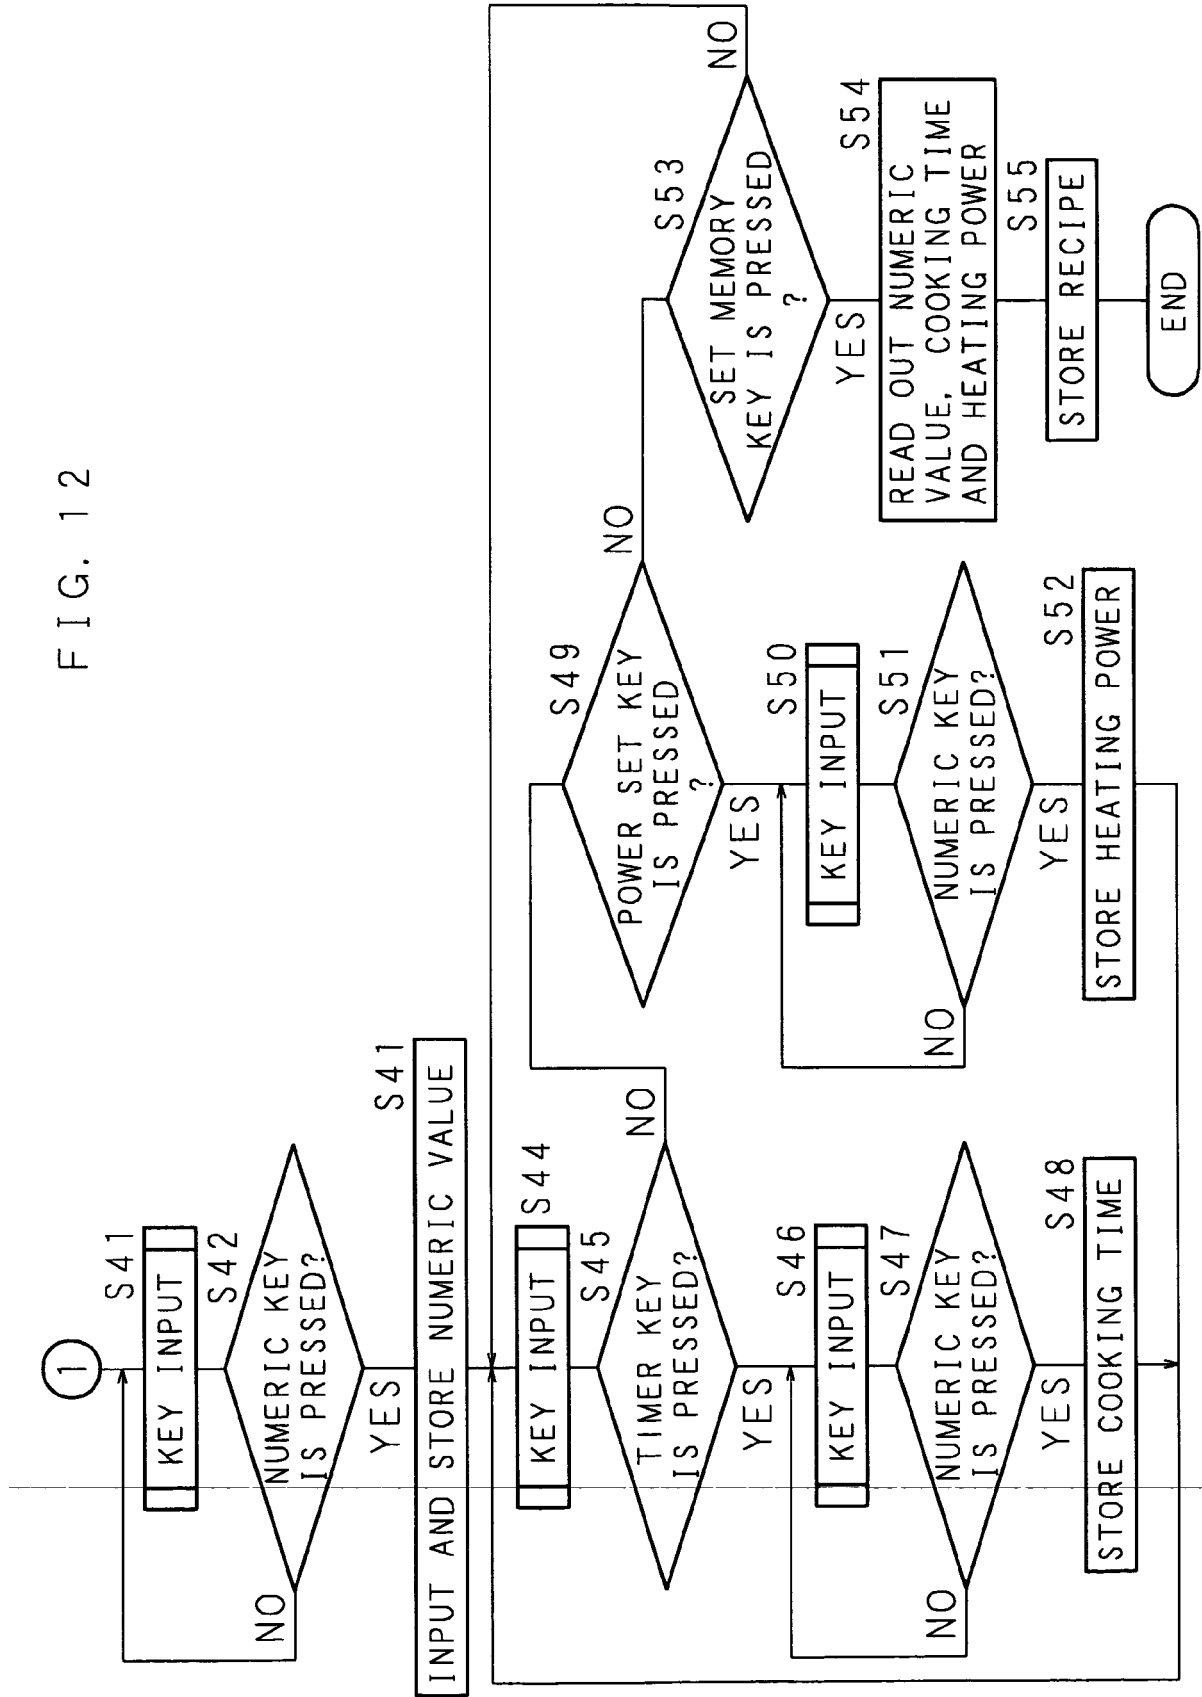 FIG. 12
1
S41
KEY INPUT
S42
NUMERIC KEY
IS PRESSED?
NO
YES
S41
INPUT AND STORE NUMERIC VALUE
S44
KEY INPUT
S45
TIMER KEY
IS PRESSED?
NO
YES
S46
KEY INPUT
S47
NUMERIC KEY
IS PRESSED?
NO
YES
S48
STORE COOKING TIME
S49
POWER SET KEY
IS PRESSED
?
NO
YES
S50
KEY INPUT
S51
NUMERIC KEY
IS PRESSED?
NO
YES
S52
STORE HEATING POWER
S53
SET MEMORY
KEY IS PRESSED
?
NO
YES
S54
READ OUT NUMERIC
VALUE, COOKING TIME
AND HEATING POWER
S55
STORE RECIPE
END